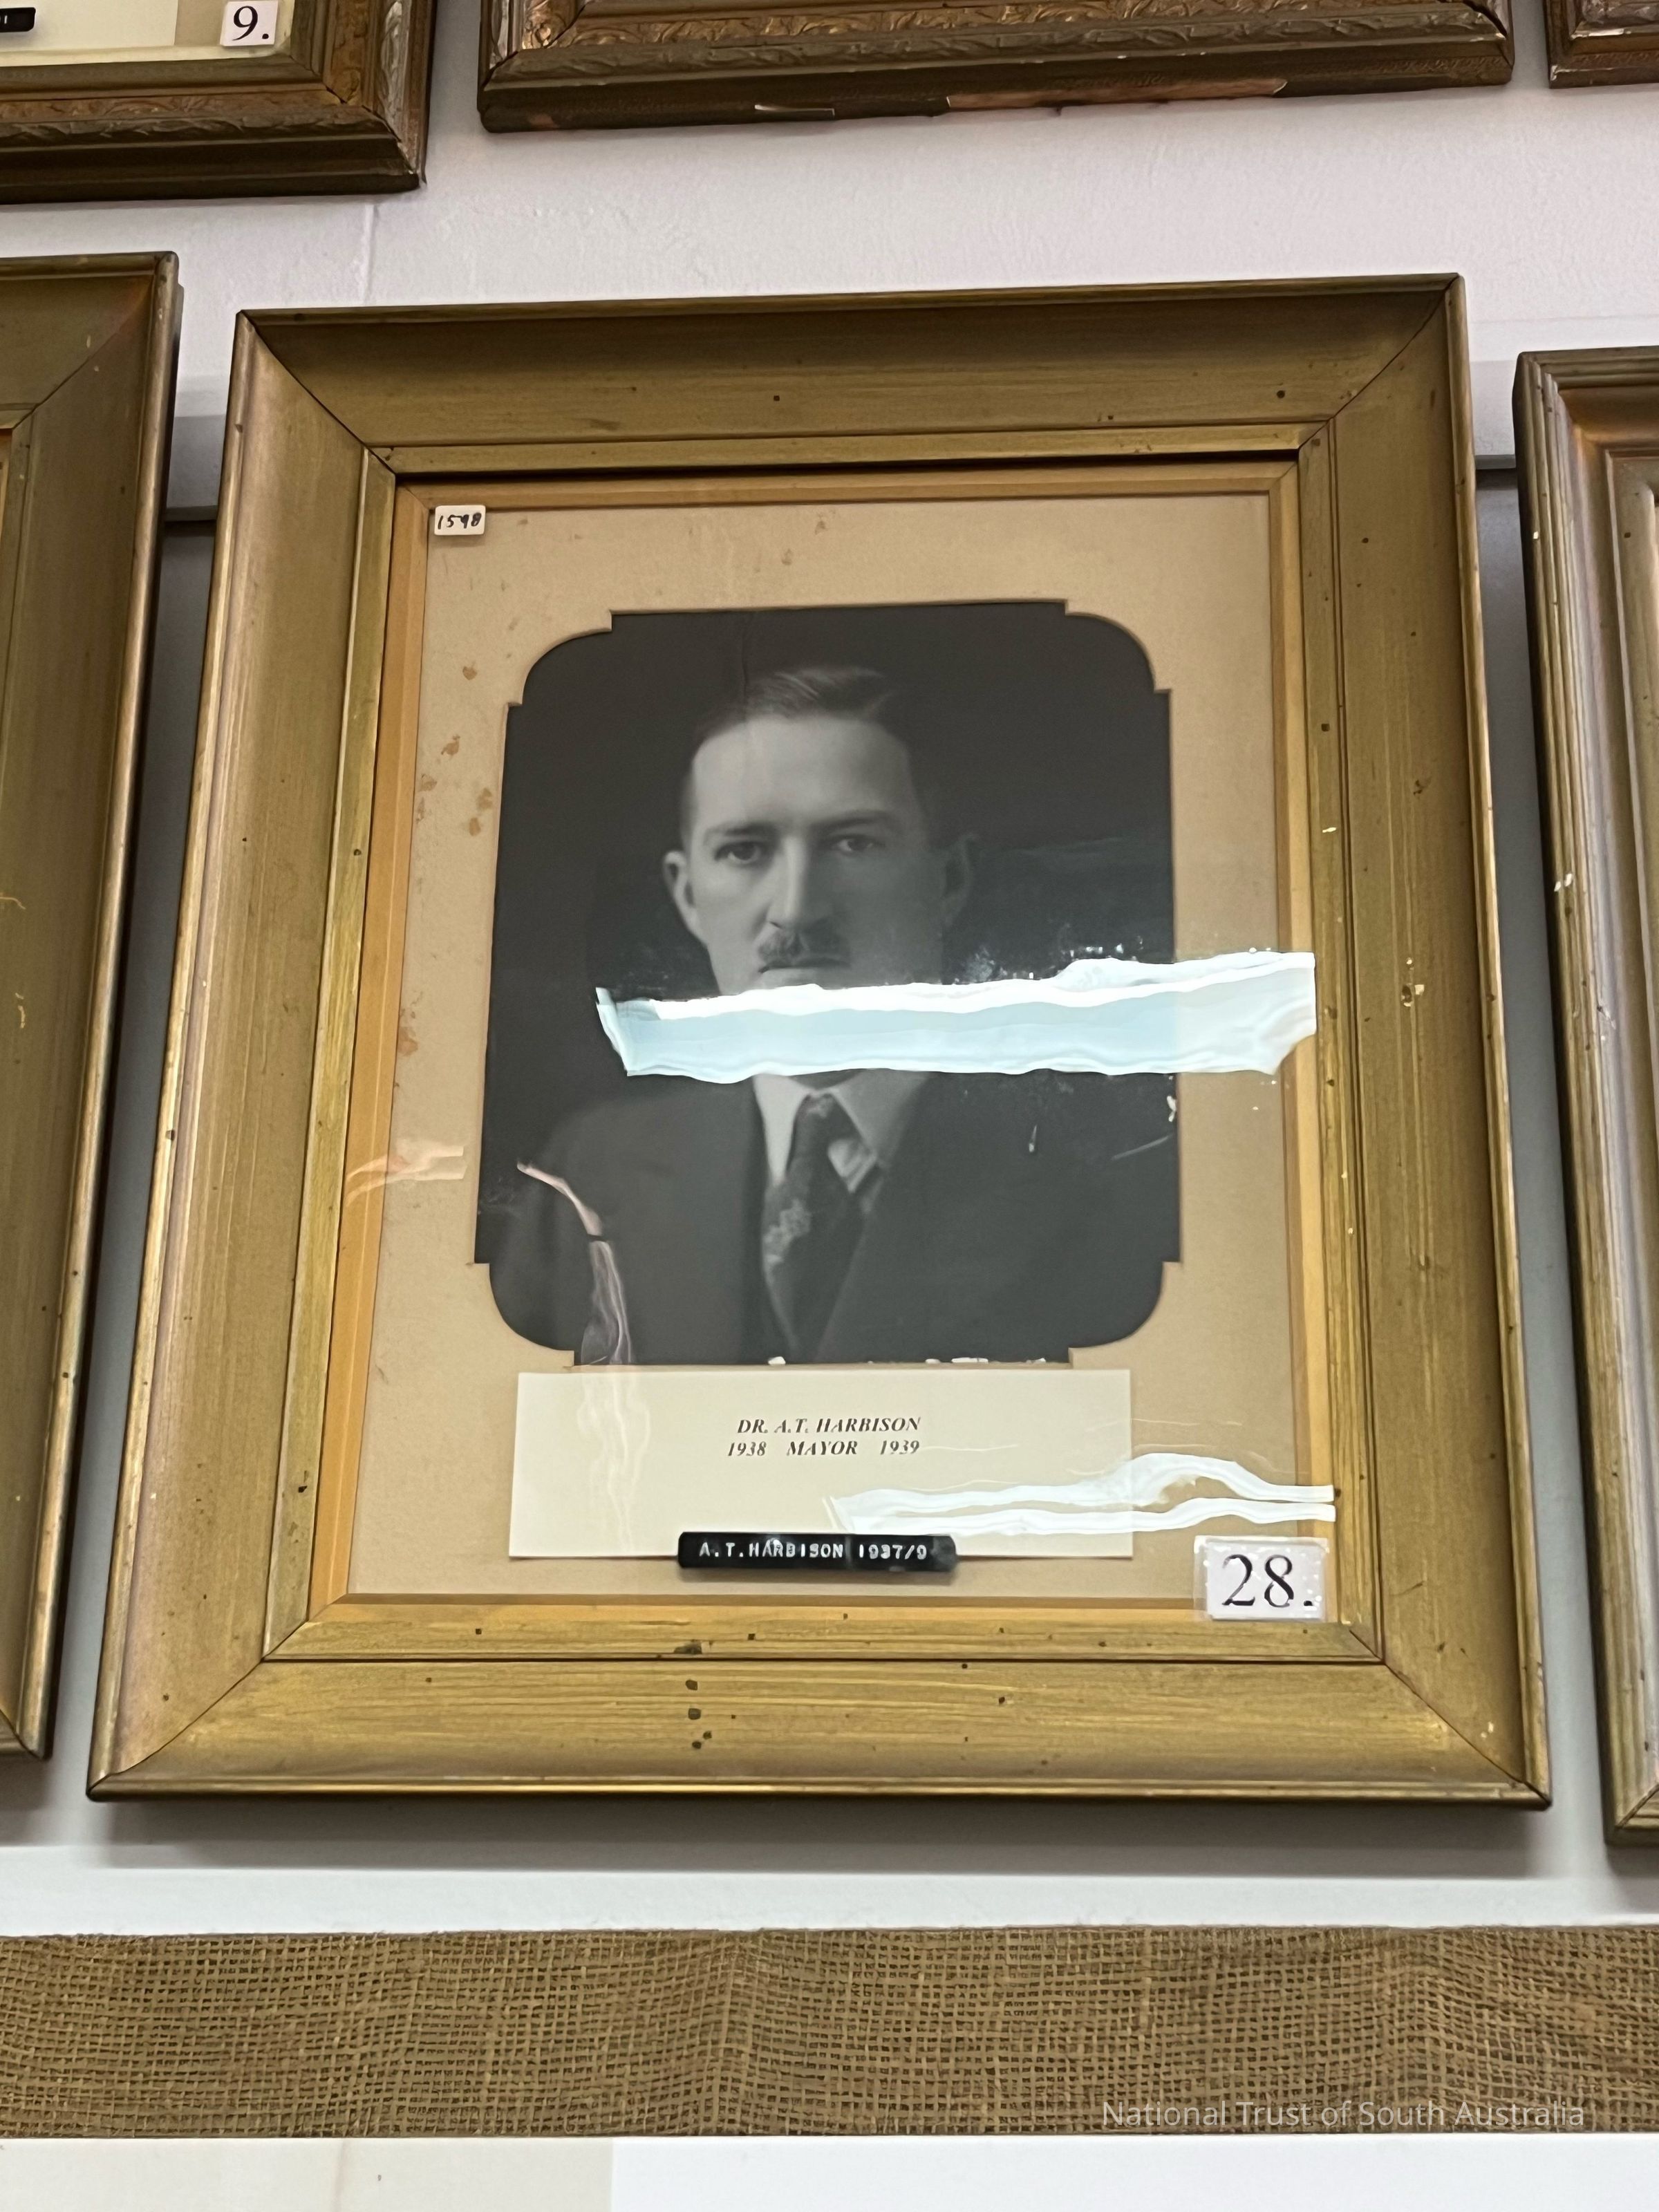 9.
1598
DR. A.T. HARBISON
1938 MAYOR 1939
A.T.HARBISON 1937/9
28.
National Trust of South Australia